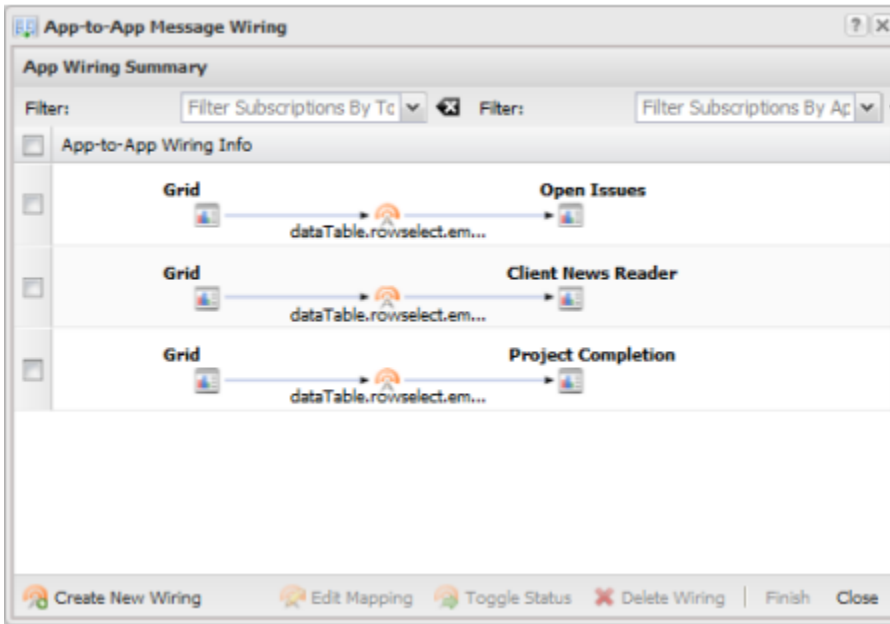 App-to-App Message Wiring
App Wiring Summary
Filter: Filter Subscriptions By Tc Filter: Filter Subscriptions By Ap
App-to-App Wiring Info
Grid Open Issues
dataTable.rowselect.em...
Grid Client News Reader
dataTable.rowselect.em...
Grid Project Completion
dataTable.rowselect.em...
Create New Wiring Edit Mapping Toggle Status Delete Wiring Finish Close